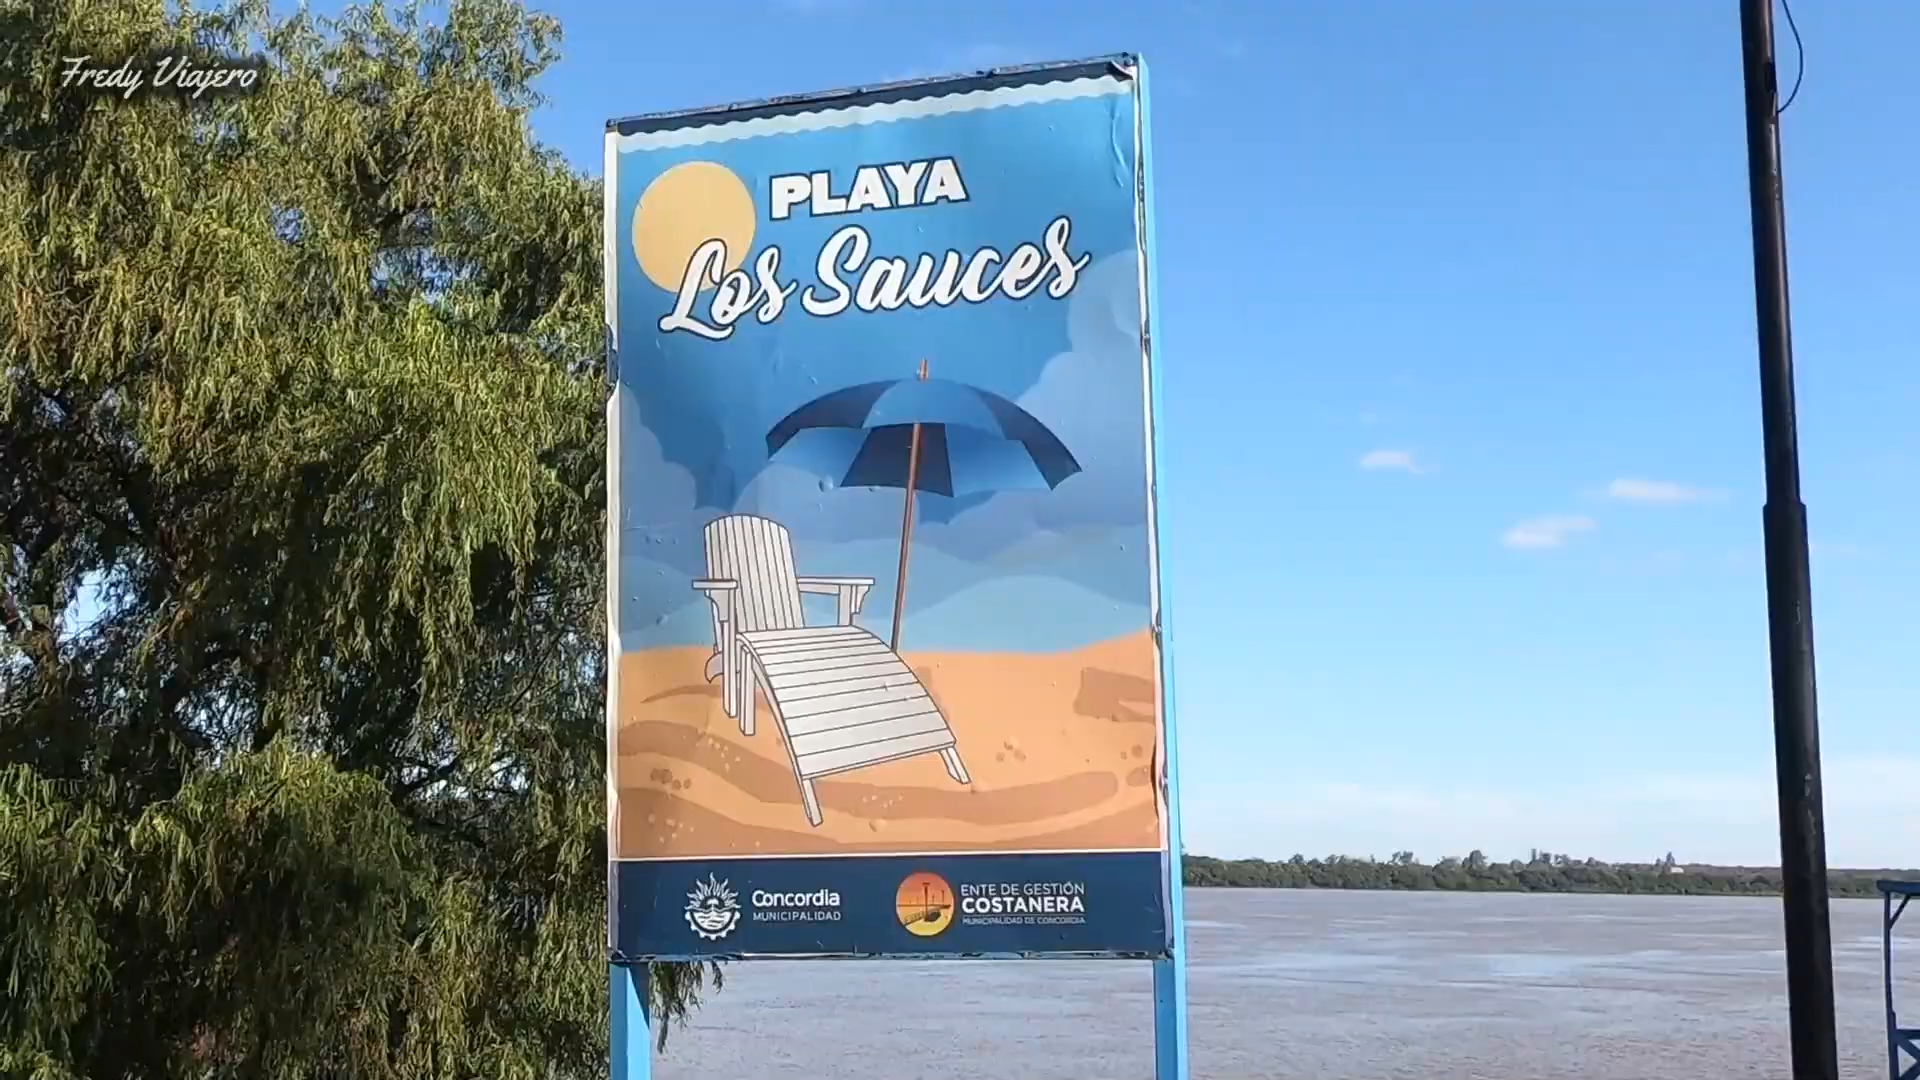 Fredy Viajero
PLAYA
Los Sauces
Concordia
MUNICIPALIDAD
ENTE DE GESTIÓN
COSTANERA
MUNICIPALIDAD DE CONCORDIA